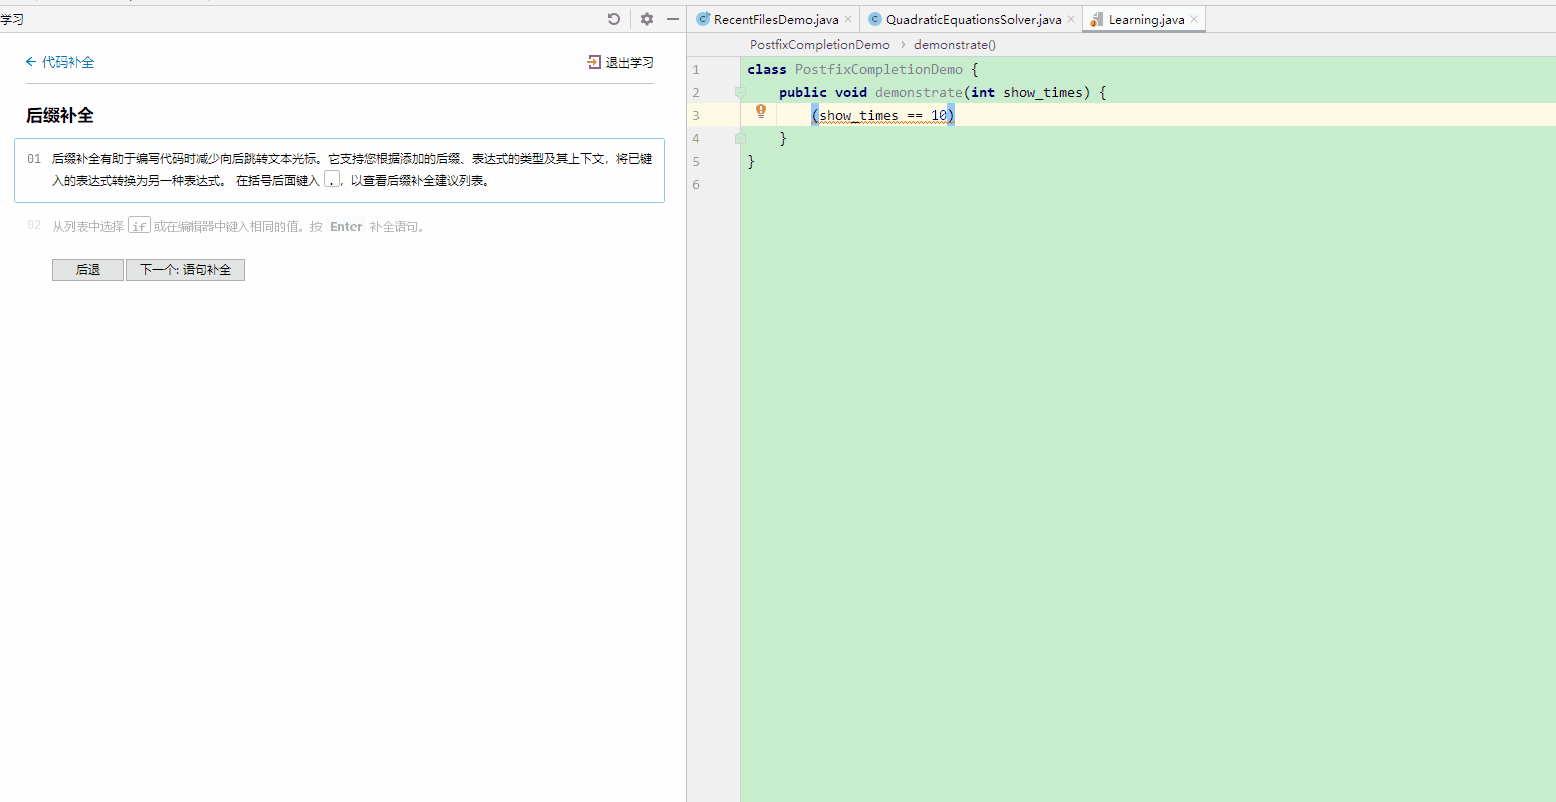 学习
RecentFilesDemo.java
QuadraticEquationsSolver.java
Learning.java
PostfixCompletionDemo
demonstrate()
← 代码补全
退出学习
后缀补全
01 后缀补全有助于编写代码时减少向后跳转文本光标。它支持您根据添加的后缀、表达式的类型及其上下文，将已键
入的表达式转换为另一种表达式。 在括号后面键入 . ，以查看后缀补全建议列表。
02 从列表中选择 if 或在编辑器中键入相同的值。按 Enter 补全语句。
后退
下一个: 语句补全
1 class PostfixCompletionDemo {
2 public void demonstrate(int show_times) {
3 (show_times == 10)
4 }
5 }
6